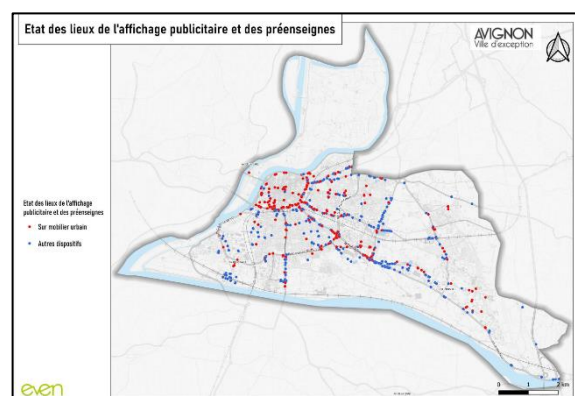 Etat des lieux de l'affichage publicitaire et des préenseignes
AVIGNON
Ville d'exception
Etat des lieux de l'affichage
publicitaire et des préenseignes
Sur mobilier urbain
Autres dispositifs
even
0 1 2 km